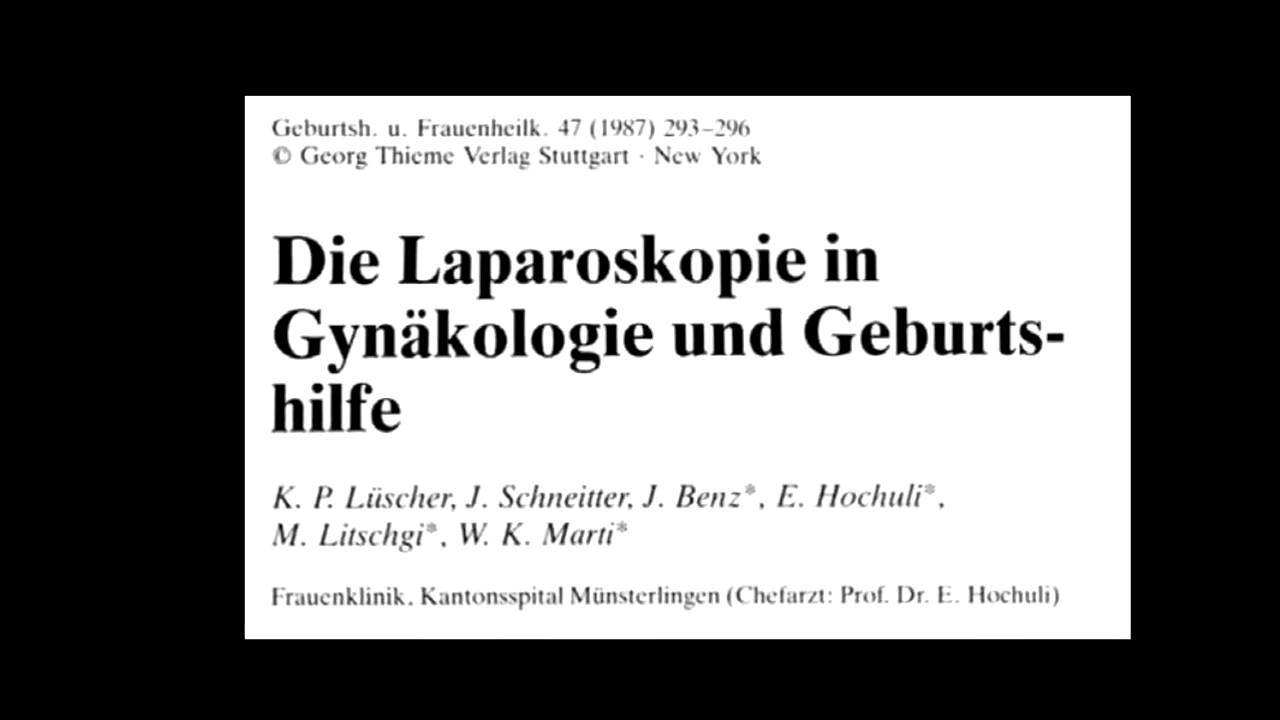 Geburtsh. u. Frauenheilk. 47 (1987) 293–296
© Georg Thieme Verlag Stuttgart · New York
Die Laparoskopie in
Gynäkologie und Geburts-
hilfe
K. P. Lüscher, J. Schneitter, J. Benz*, E. Hochuli*,
M. Litschgi*, W. K. Marti*
Frauenklinik, Kantonsspital Münsterlingen (Chefarzt: Prof. Dr. E. Hochuli)